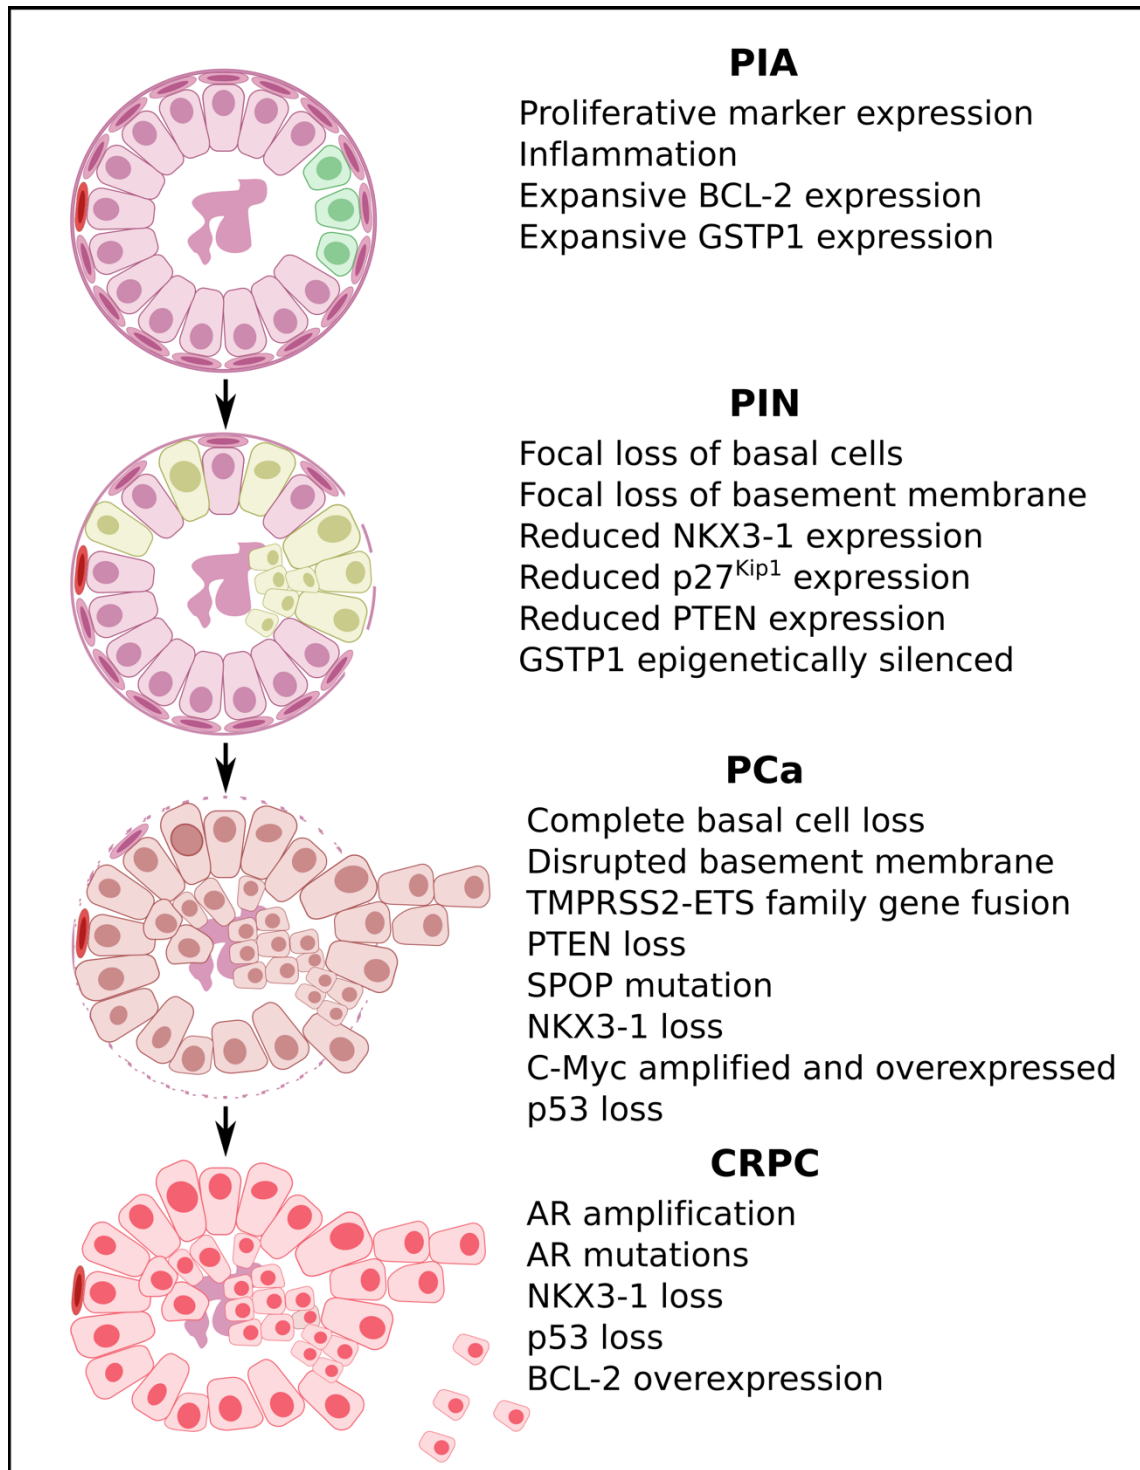 PIA
Proliferative marker expression
Inflammation
Expansive BCL-2 expression
Expansive GSTP1 expression
PIN
Focal loss of basal cells
Focal loss of basement membrane
Reduced NKX3-1 expression
Reduced p27Kip1 expression
Reduced PTEN expression
GSTP1 epigenetically silenced
PCa
Complete basal cell loss
Disrupted basement membrane
TMPRSS2-ETS family gene fusion
PTEN loss
SPOP mutation
NKX3-1 loss
C-Myc amplified and overexpressed
p53 loss
CRPC
AR amplification
AR mutations
NKX3-1 loss
p53 loss
BCL-2 overexpression